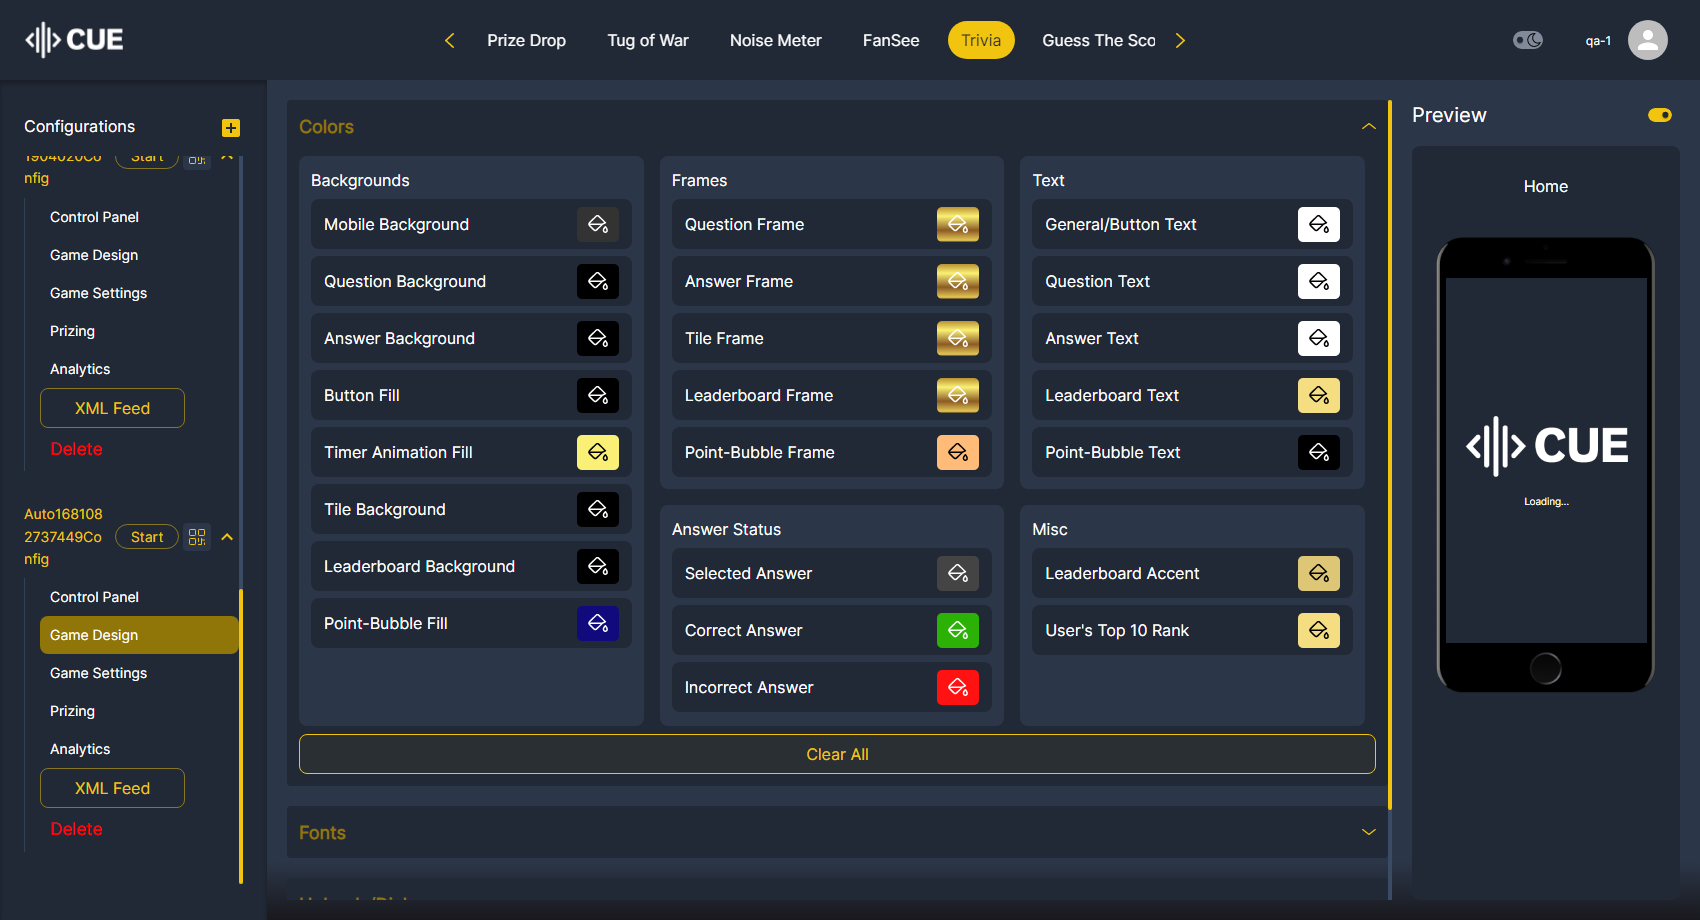 CUE
Prize Drop
Tug of War
Noise Meter
FanSee
Trivia
Guess The Sco
qa-1
Configurations
1904020Co
nfig
Start
Control Panel
Game Design
Game Settings
Prizing
Analytics
XML Feed
Delete
Auto168108
2737449Co
nfig
Start
Control Panel
Game Design
Game Settings
Prizing
Analytics
XML Feed
Delete
Colors
Backgrounds
Mobile Background
Question Background
Answer Background
Button Fill
Timer Animation Fill
Tile Background
Leaderboard Background
Point-Bubble Fill
Frames
Question Frame
Answer Frame
Tile Frame
Leaderboard Frame
Point-Bubble Frame
Text
General/Button Text
Question Text
Answer Text
Leaderboard Text
Point-Bubble Text
Answer Status
Selected Answer
Correct Answer
Incorrect Answer
Misc
Leaderboard Accent
User's Top 10 Rank
Clear All
Fonts
Preview
Home
CUE
Loading...